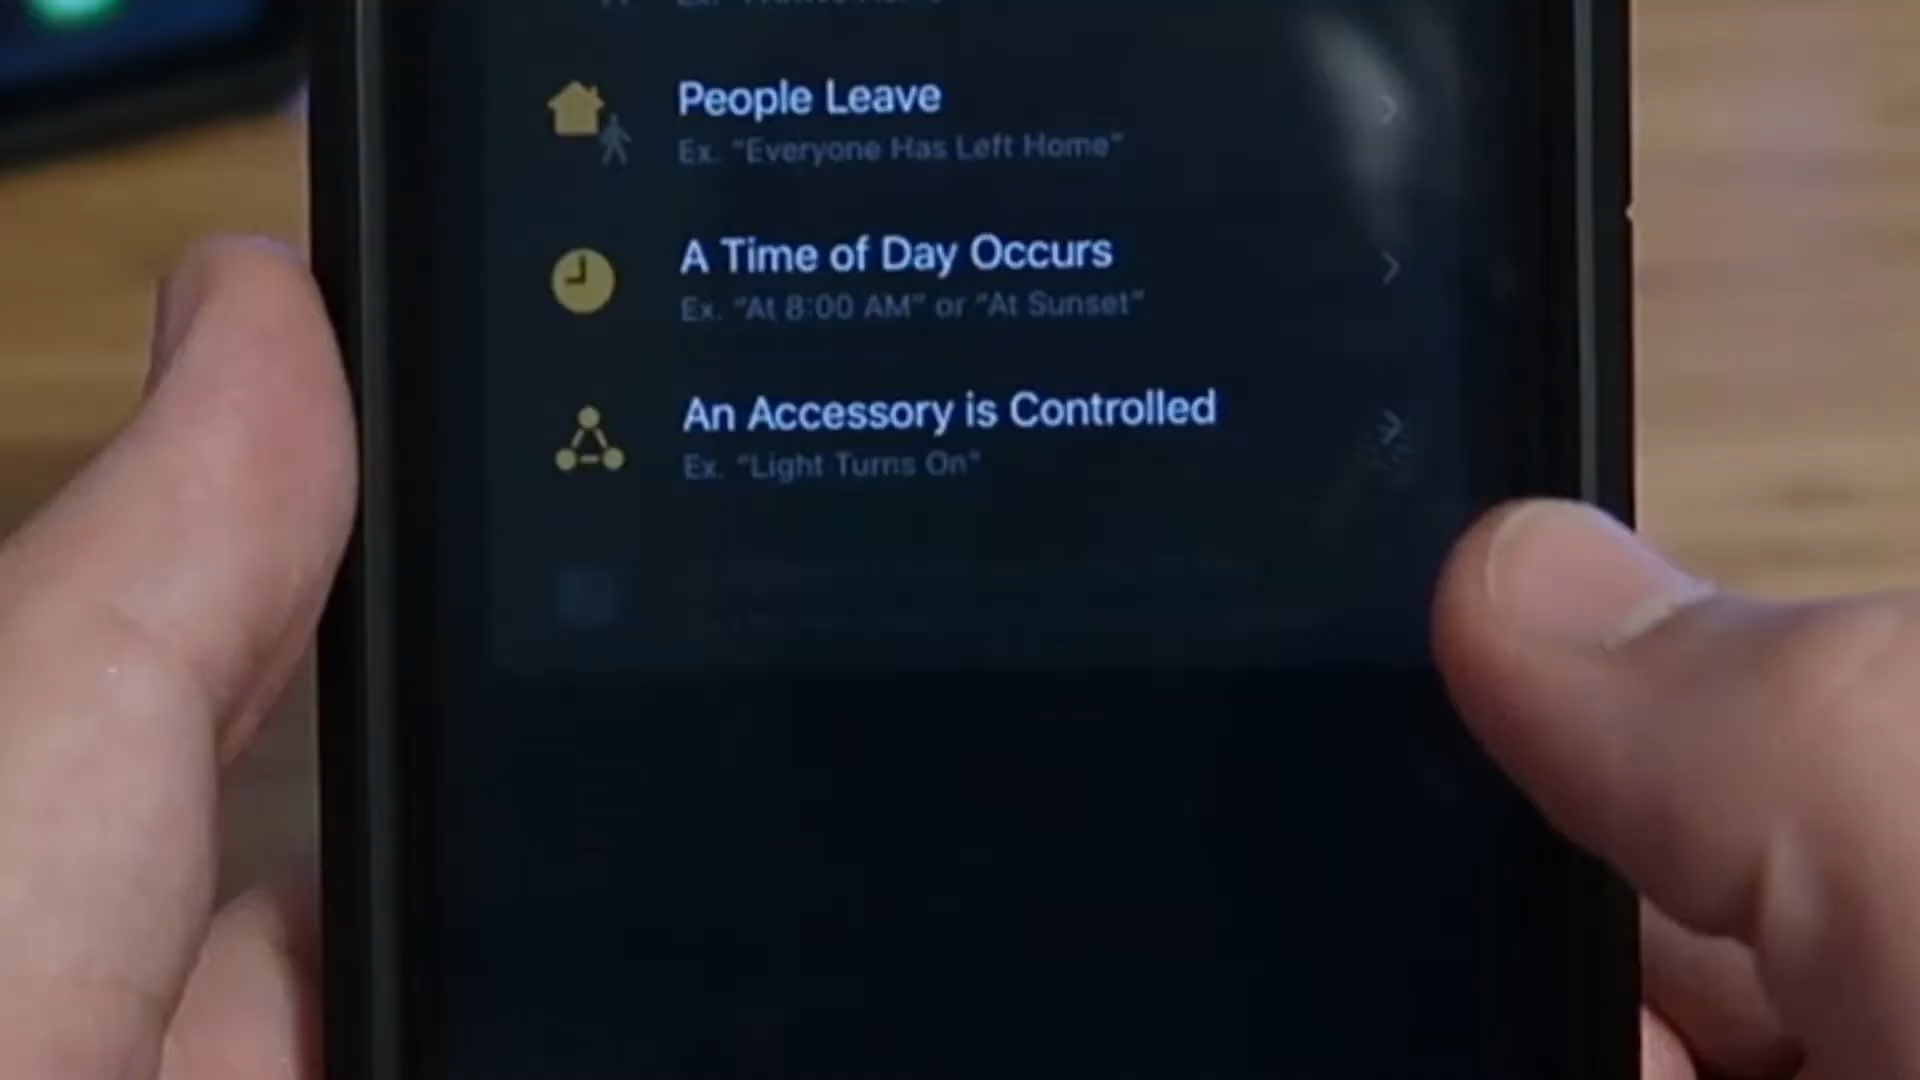 People Leave
Ex. "Everyone Has Left Home"
A Time of Day Occurs
Ex. "At 8:00 AM" or "At Sunset"
An Accessory is Controlled
Ex. "Light Turns On"